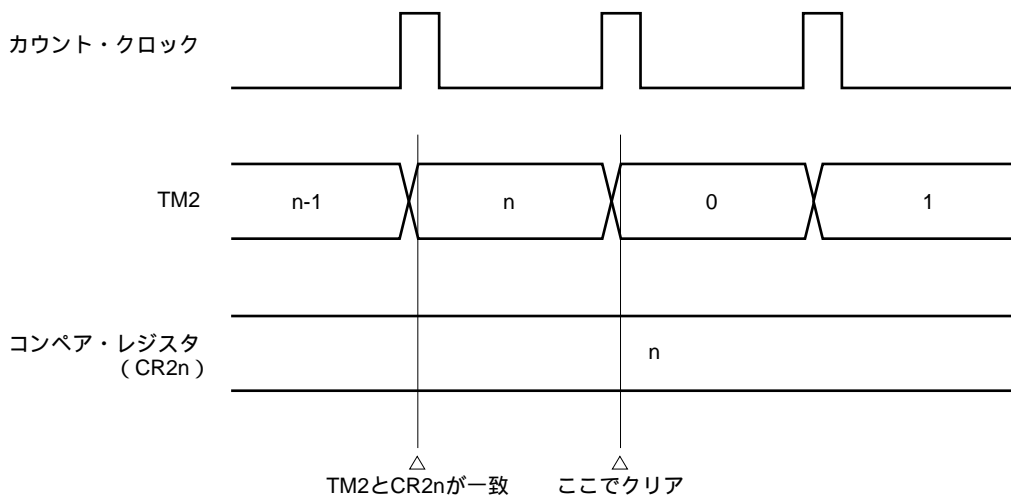 カウント・クロック
TM2
n-1
n
0
1
コンペア・レジスタ
(CR2n)
n
△
△
TM2とCR2nが一致
ここでクリア